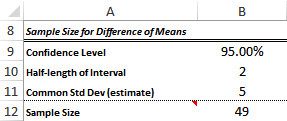 A B
8 Sample Size for Difference of Means
9 Confidence Level 95.00%
10 Half-length of Interval 2
11 Common Std Dev (estimate) 5
12 Sample Size 49